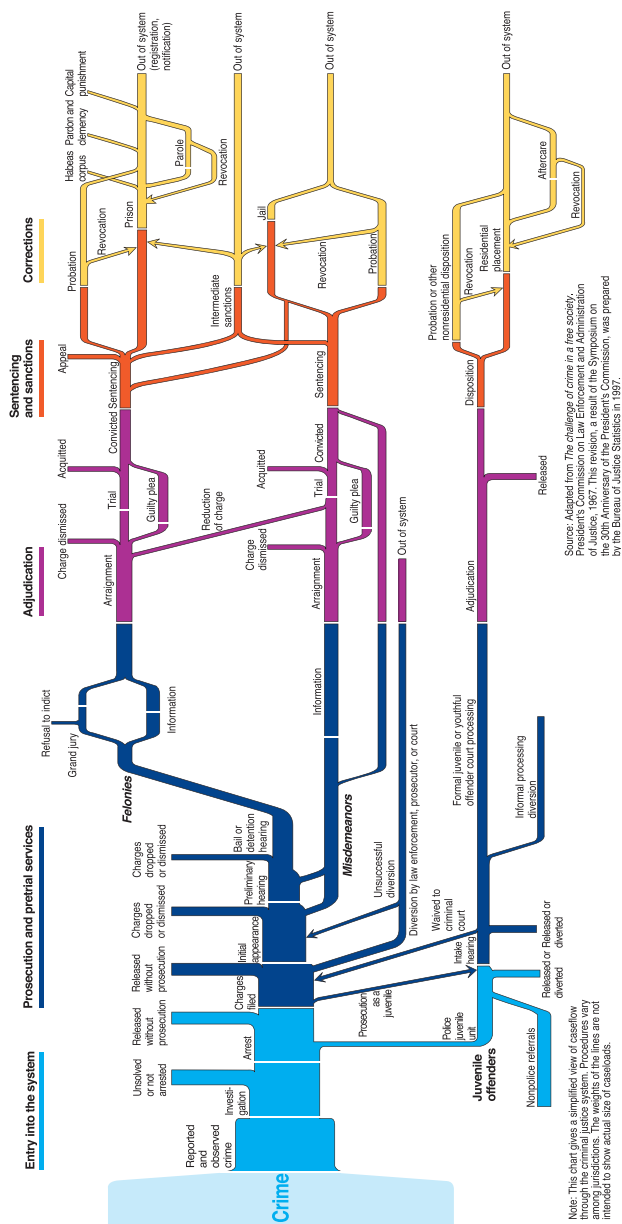 Entry into the system
Prosecution and pretrial services
Adjudication
Sentencing
and sanctions
Corrections
Crime
Reported
and
observed
crime
Investi-
gation
Unsolved
or not
arrested
Arrest
Released
without
prosecution
Charges
filed
Released
without
prosecution
Initial
appearance
Charges
dropped
or dismissed
Preliminary
hearing
Charges
dropped
or dismissed
Bail or
detention
hearing
Felonies
Grand jury
Refusal to indict
Information
Arraignment
Charge dismissed
Trial
Acquitted
Guilty plea
Convicted
Sentencing
Appeal
Reduction
of charge
Probation
Revocation
Prison
Habeas
corpus
Pardon and
clemency
Capital
punishment
Parole
Revocation
Out of system
(registration,
notification)
Intermediate
sanctions
Out of system
Misdemeanors
Information
Arraignment
Charge
dismissed
Trial
Acquitted
Guilty plea
Convicted
Sentencing
Jail
Revocation
Probation
Out of system
Unsuccessful
diversion
Diversion by law enforcement, prosecutor, or court
Out of system
Prosecution
as a
juvenile
Waived to
criminal
court
Police
juvenile
unit
Intake
hearing
Juvenile
offenders
Nonpolice referrals
Released or
diverted
Released or
diverted
Formal juvenile or youthful
offender court processing
Informal processing
diversion
Adjudication
Released
Disposition
Probation or other
nonresidential disposition
Revocation
Residential
placement
Aftercare
Revocation
Out of system
Note: This chart gives a simplified view of caseflow
through the criminal justice system. Procedures vary
among jurisdictions. The weights of the lines are not
intended to show actual size of caseloads.
Source: Adapted from The challenge of crime in a free society.
President's Commission on Law Enforcement and Administration
of Justice, 1967. This revision, a result of the Symposium on
the 30th Anniversary of the President's Commission, was prepared
by the Bureau of Justice Statistics in 1997.